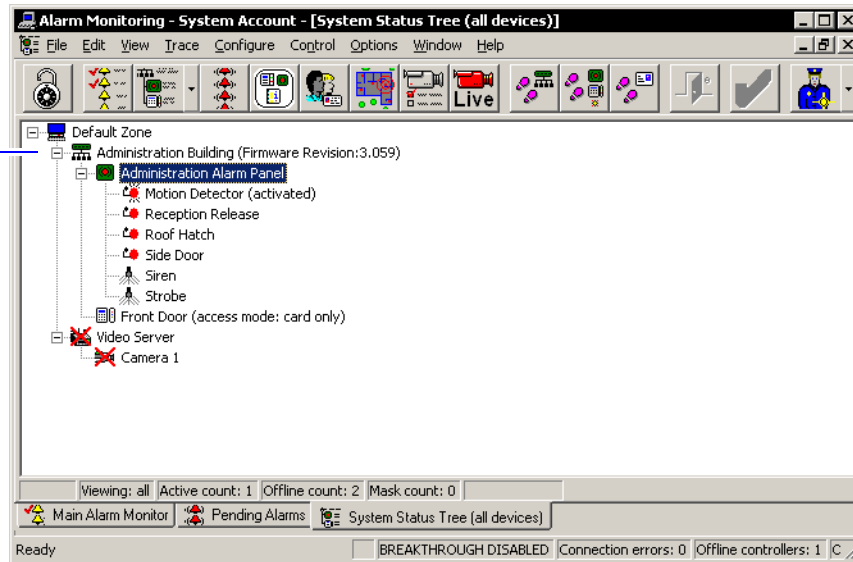 Alarm Monitoring - System Account - [System Status Tree (all devices)]
File Edit View Trace Configure Control Options Window Help
Live
Default Zone
Administration Building (Firmware Revision:3.059)
Administration Alarm Panel
Motion Detector (activated)
Reception Release
Roof Hatch
Side Door
Siren
Strobe
Front Door (access mode: card only)
Video Server
Camera 1
Viewing: all Active count: 1 Offline count: 2 Mask count: 0
Main Alarm Monitor Pending Alarms System Status Tree (all devices)
Ready BREAKTHROUGH DISABLED Connection errors: 0 Offline controllers: 1 C